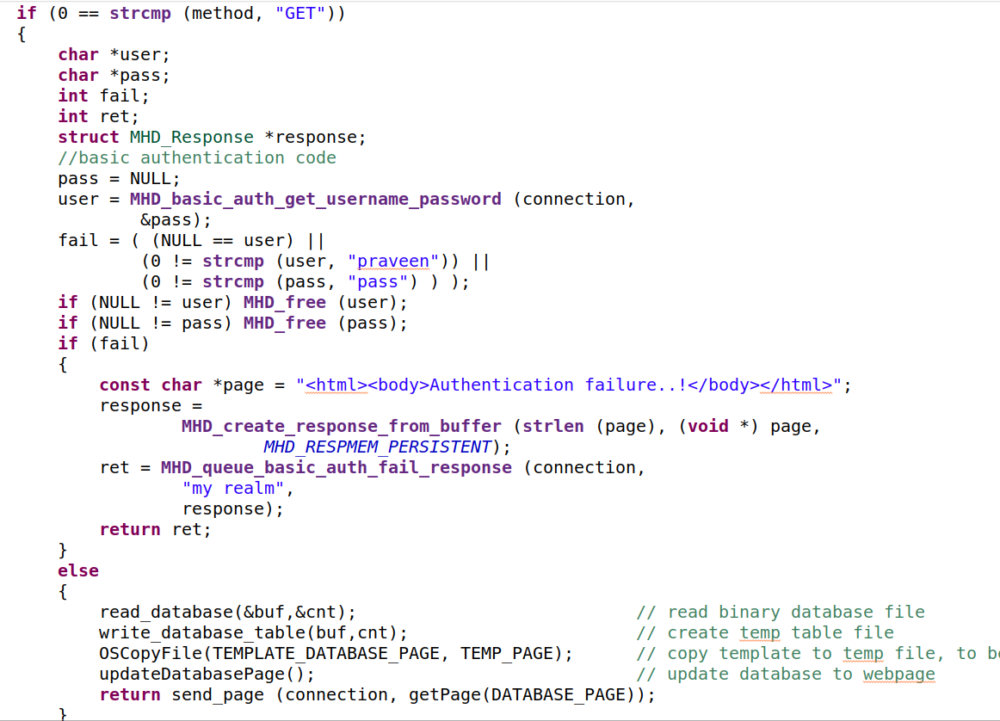 if (0 == strcmp (method, "GET"))
{
    char *user;
    char *pass;
    int fail;
    int ret;
    struct MHD_Response *response;
    //basic authentication code
    pass = NULL;
    user = MHD_basic_auth_get_username_password (connection,
            &pass);
    fail = ( (NULL == user) ||
            (0 != strcmp (user, "praveen")) ||
            (0 != strcmp (pass, "pass") ) );
    if (NULL != user) MHD_free (user);
    if (NULL != pass) MHD_free (pass);
    if (fail)
    {
        const char *page = "<html><body>Authentication failure..!</body></html>";
        response =
                MHD_create_response_from_buffer (strlen (page), (void *) page,
                        MHD_RESPMEM_PERSISTENT);
        ret = MHD_queue_basic_auth_fail_response (connection,
                "my realm",
                response);
        return ret;
    }
    else
    {
        read_database(&buf,&cnt);                           // read binary database file
        write_database_table(buf,cnt);                      // create temp table file
        OSCopyFile(TEMPLATE_DATABASE_PAGE, TEMP_PAGE);      // copy template to temp file, to
        updateDatabasePage();                               // update database to webpage
        return send_page (connection, getPage(DATABASE_PAGE));
    }